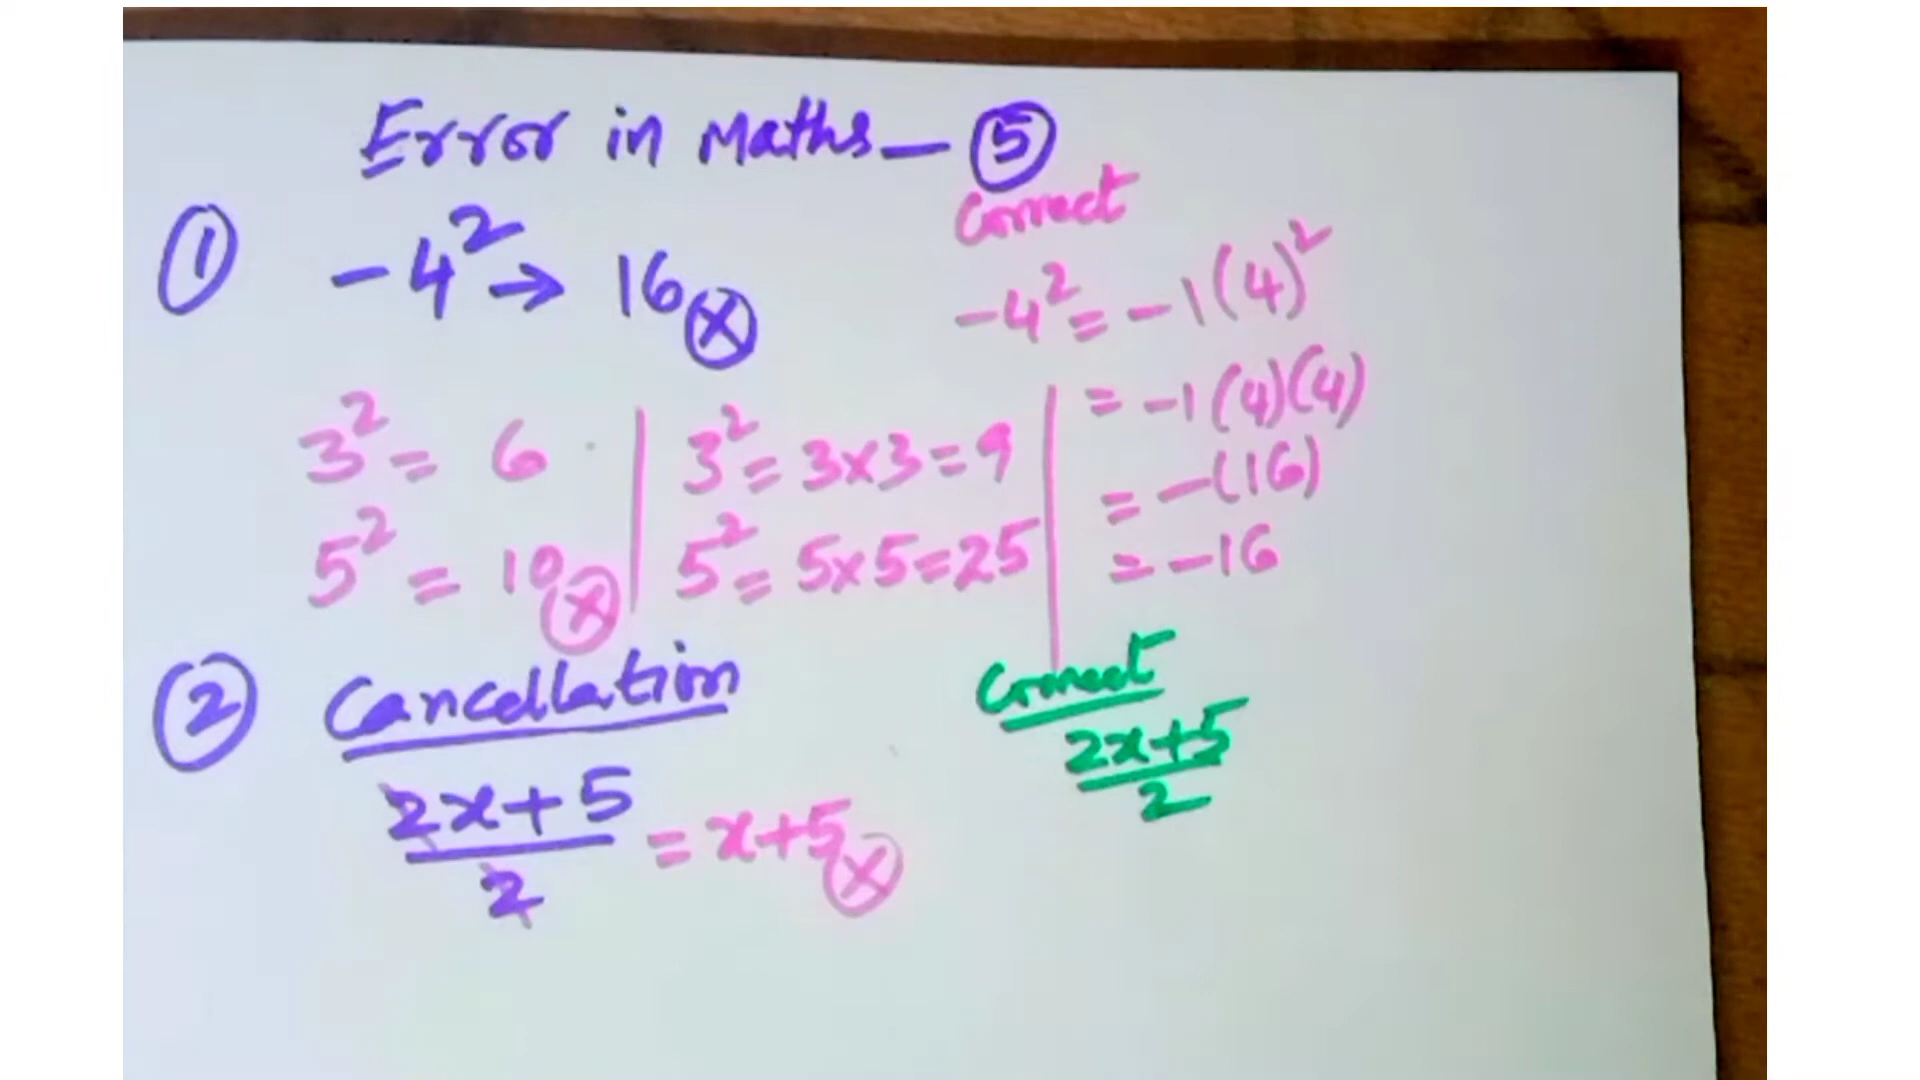 Error in Maths — ⑤
① -4² → 16 ⓧ
Correct
-4² = -1(4)²
= -1(4)(4)
= -(16)
= -16
3² = 6
5² = 10 ⓧ
3² = 3×3 = 9
5² = 5×5 = 25
② Cancellation
2x+5
2
= x+5 ⓧ
Correct
2x+5
2